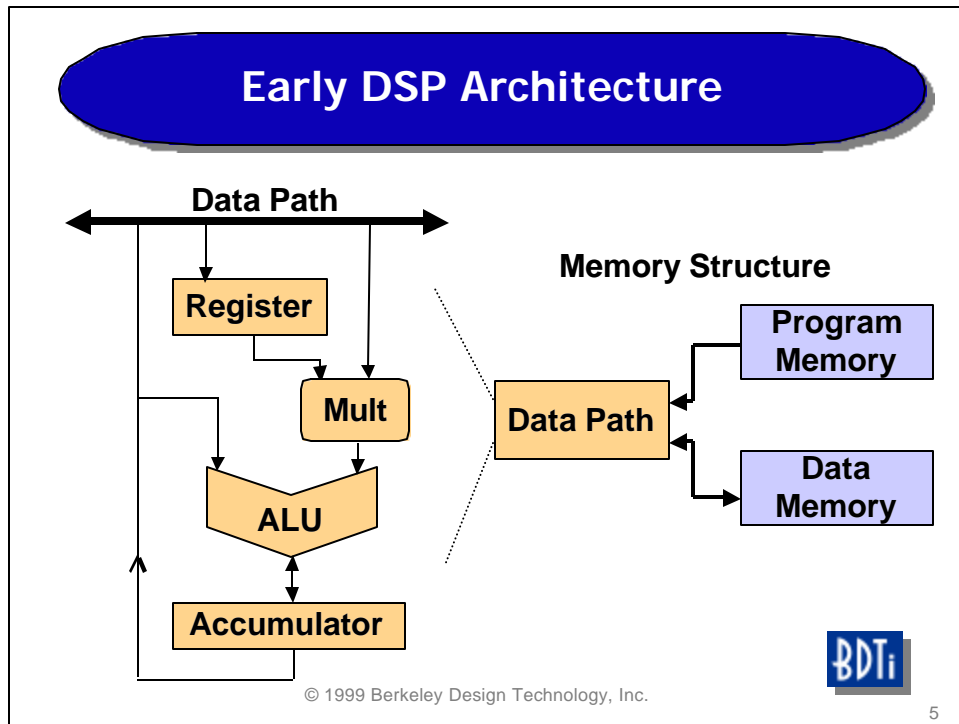 Early DSP Architecture
Data Path
Register
Mult
ALU
Accumulator
Memory Structure
Data Path
Program
Memory
Data
Memory
BDTi
© 1999 Berkeley Design Technology, Inc.
5